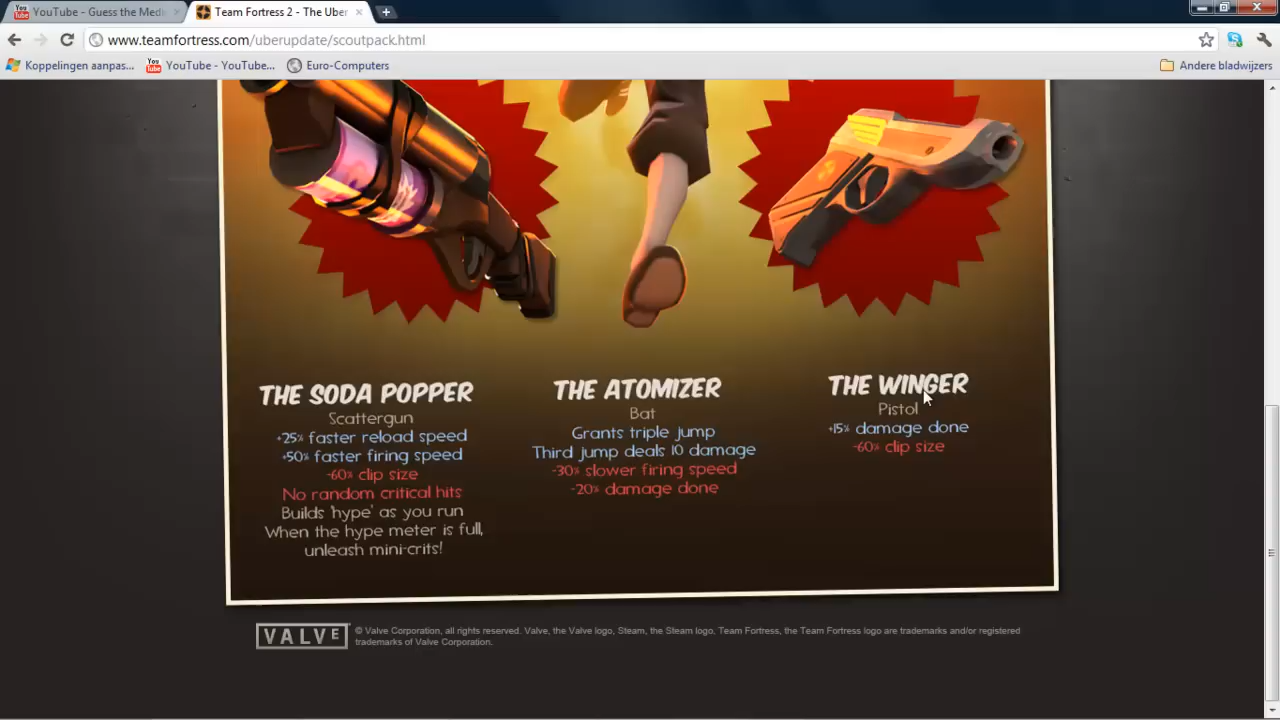 YouTube - Guess the Medi
Team Fortress 2 - The Uber
www.teamfortress.com/uberupdate/scoutpack.html
Koppelingen aanpas...
YouTube - YouTube...
Euro-Computers
Andere bladwijzers
THE SODA POPPER
Scattergun
+25% faster reload speed
+50% faster firing speed
-60% clip size
No random critical hits
Builds 'hype' as you run
When the hype meter is full,
unleash mini-crits!
THE ATOMIZER
Bat
Grants triple jump
Third jump deals 10 damage
-30% slower firing speed
-20% damage done
THE WINGER
Pistol
+15% damage done
-60% clip size
VALVE
© Valve Corporation, all rights reserved. Valve, the Valve logo, Steam, the Steam logo, Team Fortress, the Team Fortress logo are trademarks and/or registered
trademarks of Valve Corporation.